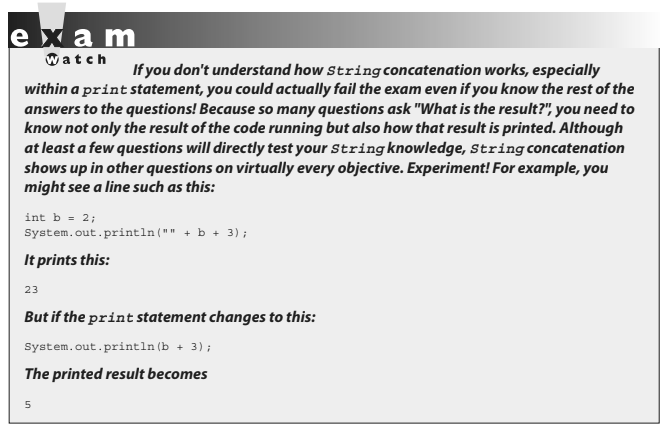 exam
watch
If you don't understand how String concatenation works, especially
within a print statement, you could actually fail the exam even if you know the rest of the
answers to the questions! Because so many questions ask "What is the result?", you need to
know not only the result of the code running but also how that result is printed. Although
at least a few questions will directly test your String knowledge, String concatenation
shows up in other questions on virtually every objective. Experiment! For example, you
might see a line such as this:
int b = 2;
System.out.println("" + b + 3);
It prints this:
23
But if the print statement changes to this:
System.out.println(b + 3);
The printed result becomes
5